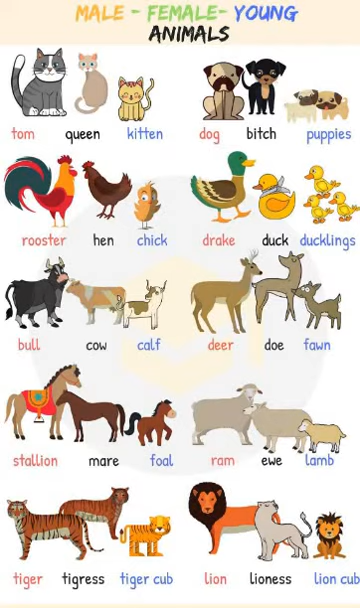 MALE - FEMALE- YOUNG
ANIMALS
tom queen kitten dog bitch puppies
rooster hen chick drake duck ducklings
bull cow calf deer doe fawn
stallion mare foal ram ewe lamb
tiger tigress tiger cub lion lioness lion cub